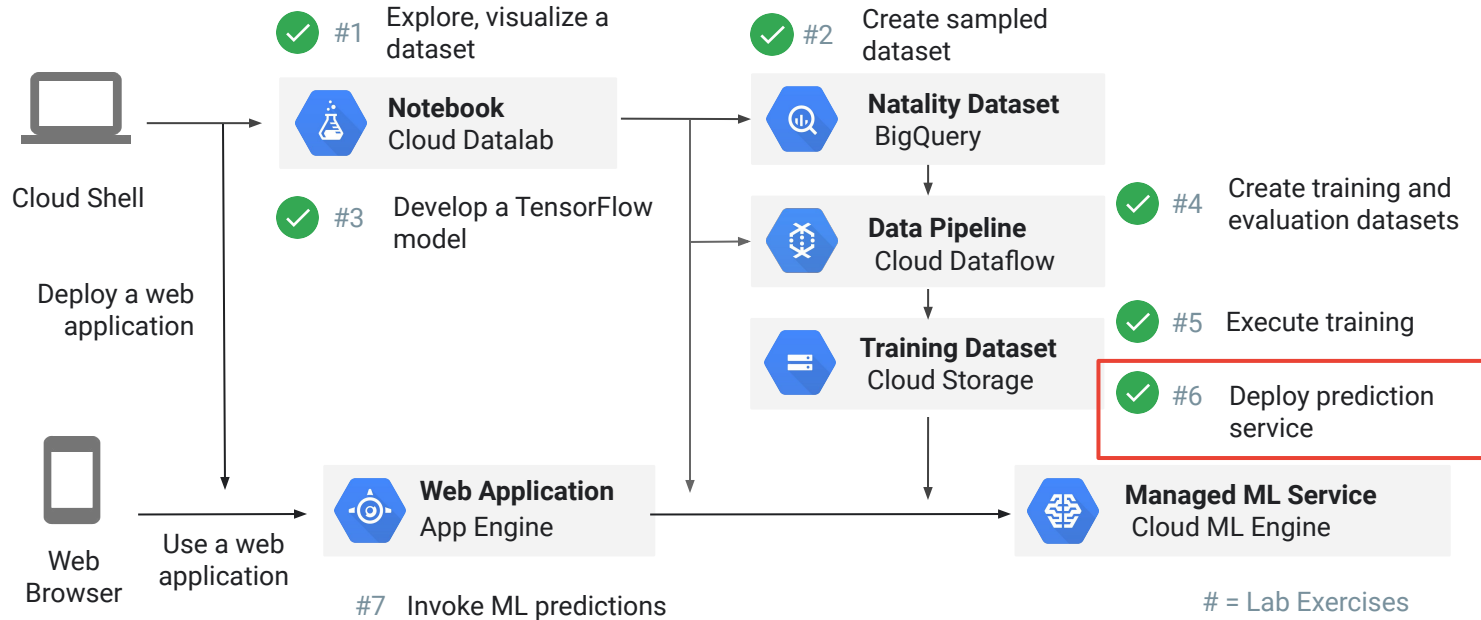 #1
Explore, visualize a
dataset
#2
Create sampled
dataset
Notebook
Cloud Datalab
Natality Dataset
BigQuery
Cloud Shell
#3
Develop a TensorFlow
model
Data Pipeline
Cloud Dataflow
#4
Create training and
evaluation datasets
Deploy a web
application
#5
Execute training
Training Dataset
Cloud Storage
#6
Deploy prediction
service
Web Application
App Engine
Managed ML Service
Cloud ML Engine
Web
Browser
Use a web
application
#7
Invoke ML predictions
# = Lab Exercises